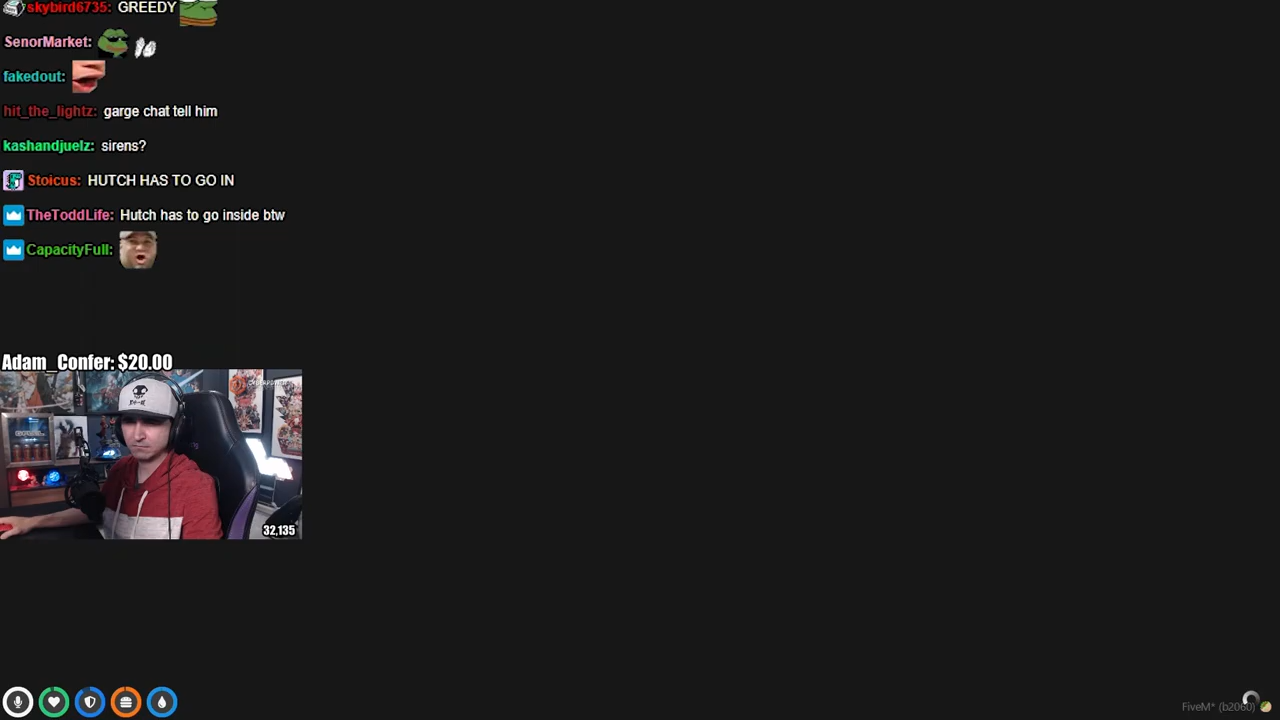 skybird6735: GREEDY
SenorMarket:
fakedout:
hit_the_lightz: garge chat tell him
kashandjuelz: sirens?
Stoicus: HUTCH HAS TO GO IN
TheToddLife: Hutch has to go inside btw
CapacityFull:
Adam_Confer: $20.00
32,135
FiveM* (b2060)